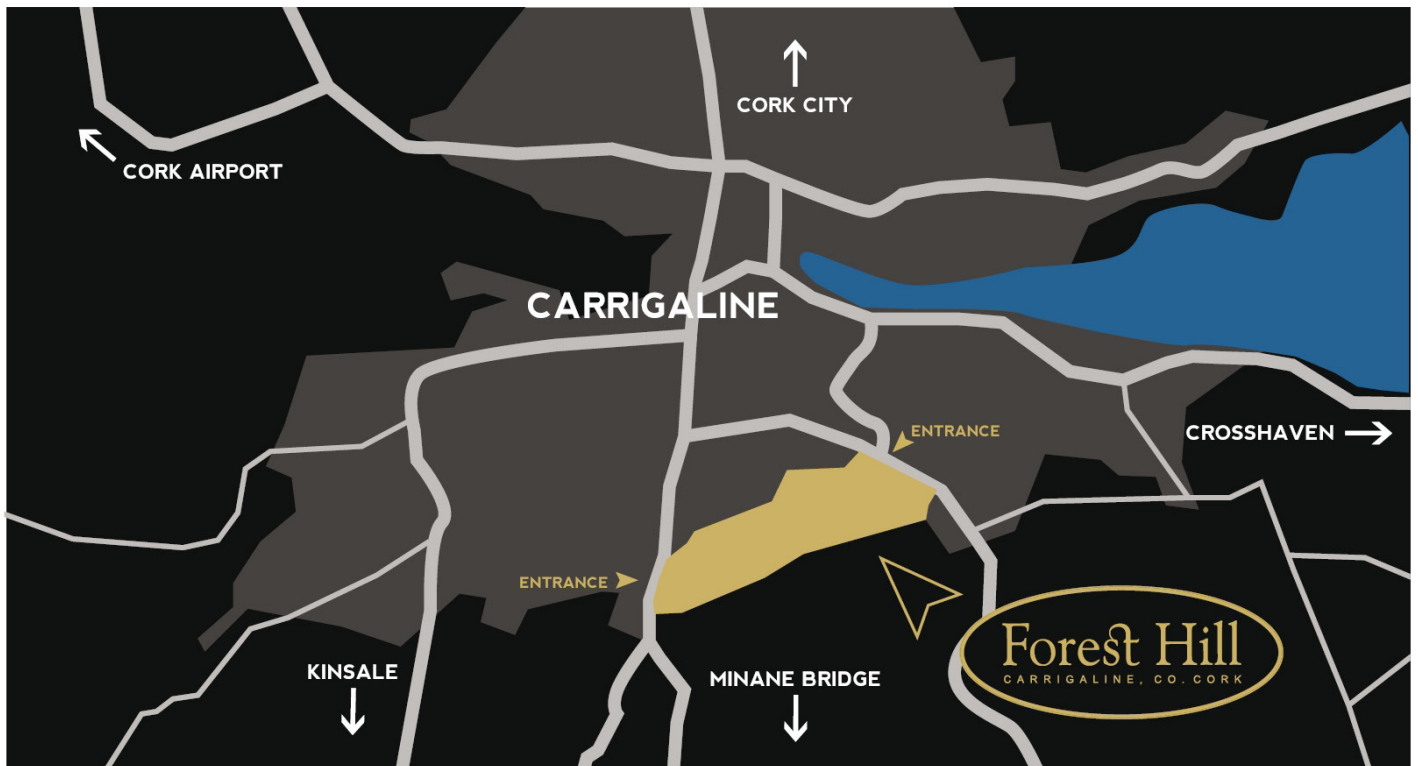 CORK CITY
CORK AIRPORT
CARRIGALINE
ENTRANCE
CROSSHAVEN
ENTRANCE
KINSALE
MINANE BRIDGE
Forest Hill
CARRIGALINE, CO. CORK